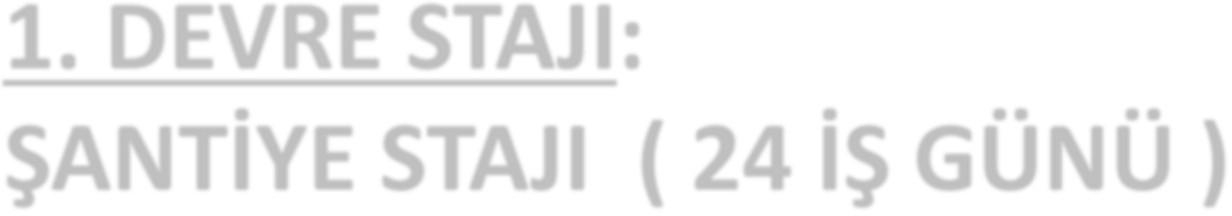 1. DEVRE STAJI:
ŞANTİYE STAJI ( 24 İŞ GÜNÜ )